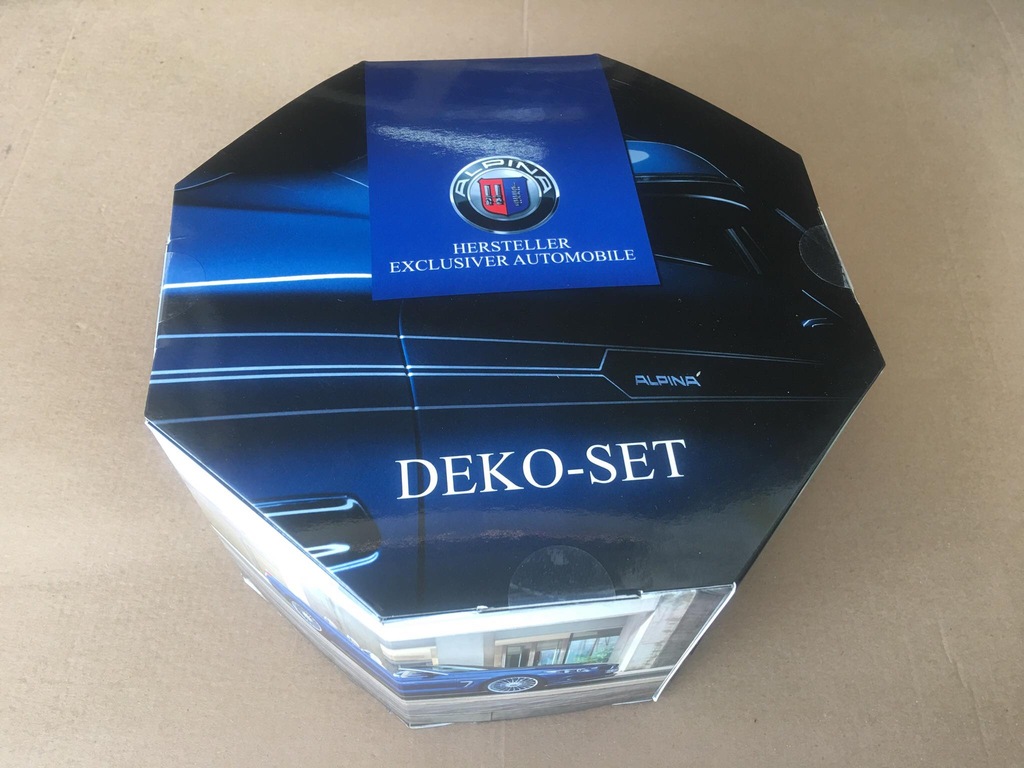 ALPINA
HERSTELLER
EXCLUSIVER AUTOMOBILE
ALPINA
DEKO-SET